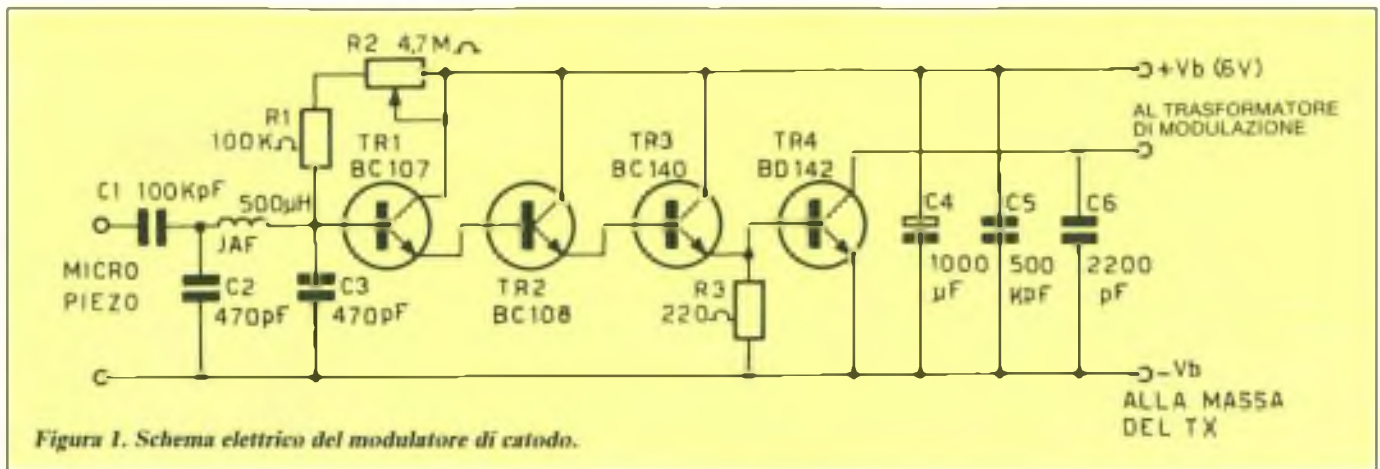 R2 4,7 MΩ
+Vb (6V)
AL TRASFORMATORE
DI MODULAZIONE
R1
100KΩ
TR1
BC107
TR3
BC140
TR4
BD142
C1 100KpF
500µH
JAF
MICRO
PIEZO
C2
470pF
C3
470pF
TR2
BC108
R3
220Ω
C4
1000
µF
C5
500
KpF
C6
2200
pF
-Vb
ALLA MASSA
DEL TX
Figura 1. Schema elettrico del modulatore di catodo.